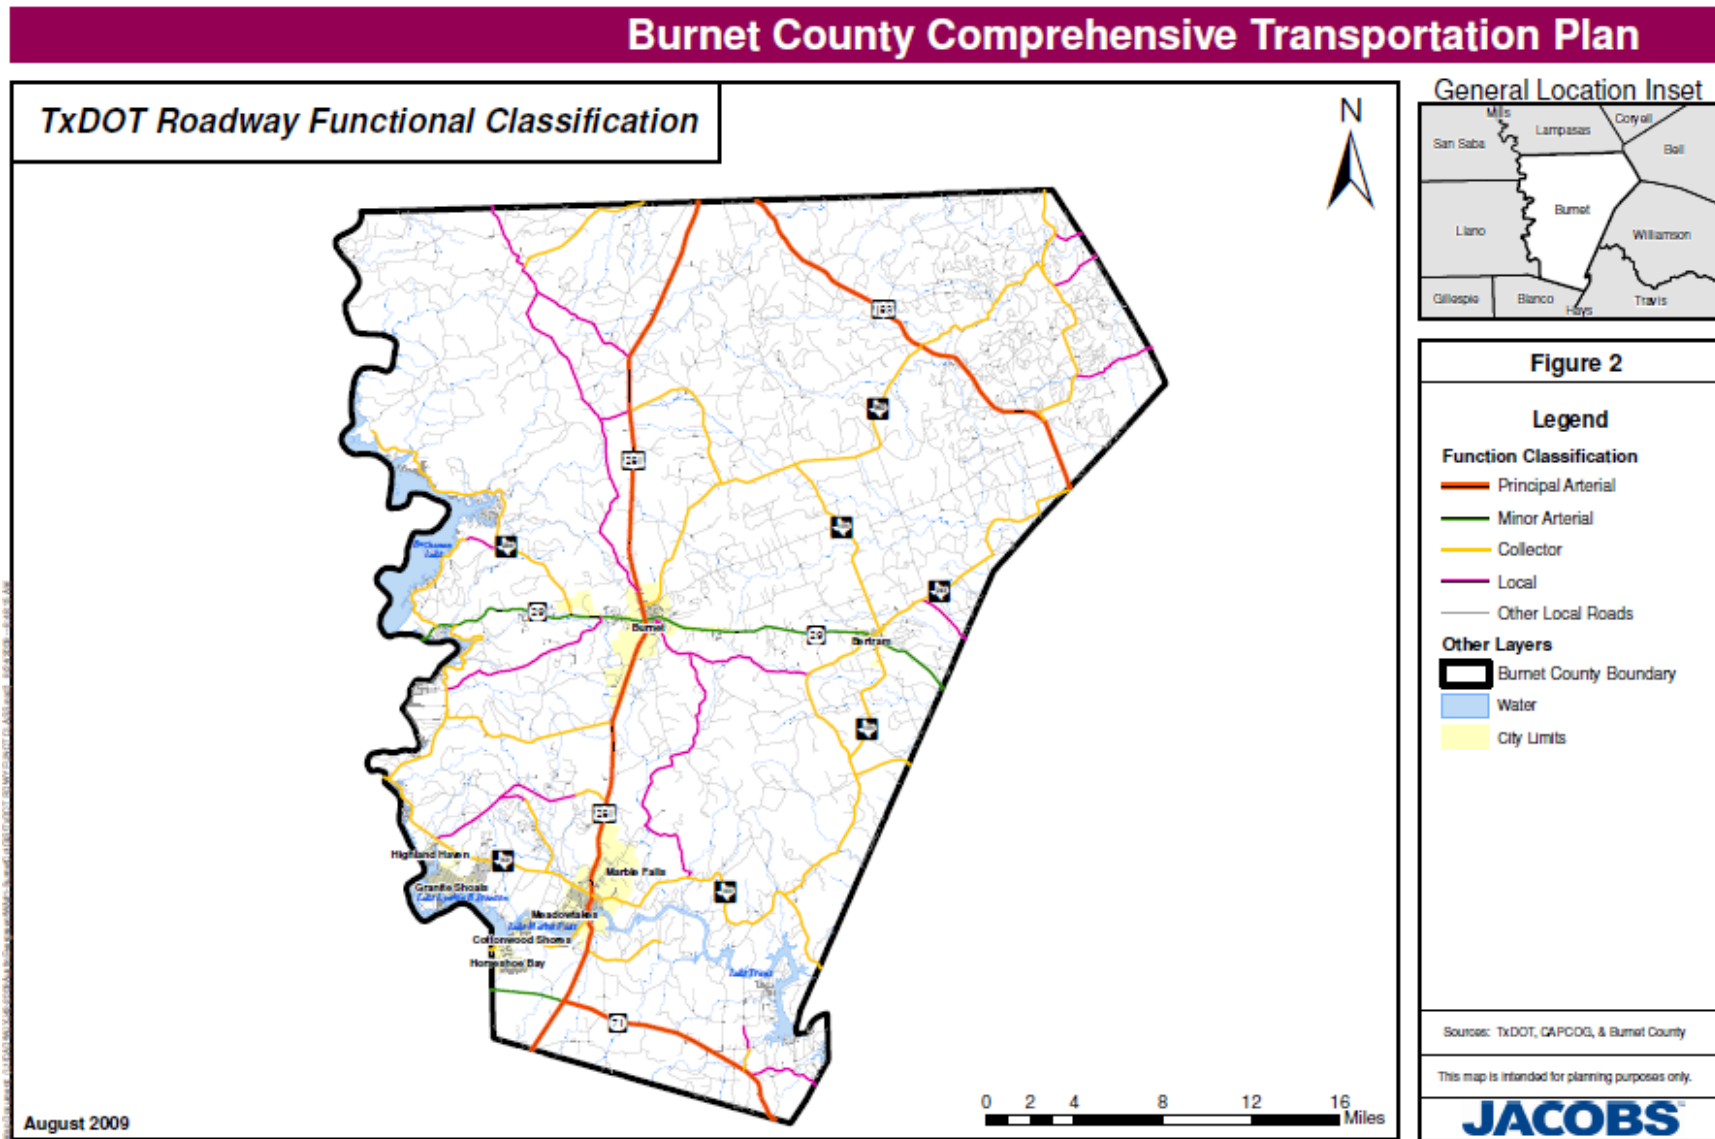 Burnet County Comprehensive Transportation Plan
TxDOT Roadway Functional Classification
N
General Location Inset
Mills
Lampasas
Coryell
San Saba
Bell
Burnet
Llano
Williamson
Gillespie
Blanco
Travis
Hays
Figure 2
Legend
Function Classification
Principal Arterial
Minor Arterial
Collector
Local
Other Local Roads
Other Layers
Burnet County Boundary
Water
City Limits
29
Burnet
29
Bertram
Highland Haven
Marble Falls
Granite Shoals
Meadowlakes
Cottonwood Shores
Horseshoe Bay
71
0 2 4 8 12 16
Miles
August 2009
Sources: TxDOT, CAPCOG, & Burnet County
This map is intended for planning purposes only.
JACOBS